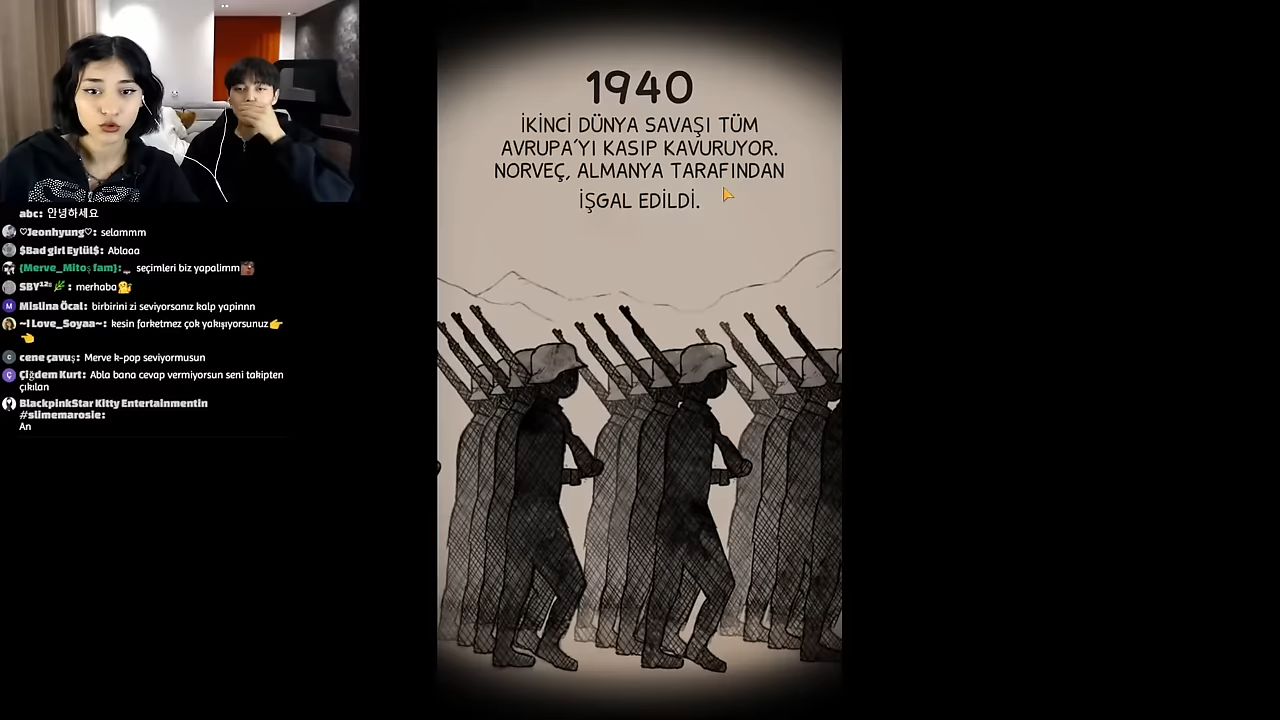 1940
İKİNCİ DÜNYA SAVAŞI TÜM
AVRUPA'YI KASIP KAVURUYOR.
NORVEÇ, ALMANYA TARAFINDAN
İŞGAL EDİLDİ.
abc: 안녕하세요
♡Jeonhyung♡: selammm
$Bad girl Eylül$: Ablaaa
{Merve_Mitoş fam}: seçimleri biz yapalimm
SBY¹²⁸🌿: merhaba
Mislina Öcal: birbirini zi seviyorsanız kalp yapinnn
~I Love_Soyaa~: kesin farketmez çok yakışıyorsunuz👉
👈
cene çavuş: Merve k-pop seviyormusun
Çiğdem Kurt: Abla bana cevap vermiyorsun seni takipten
çıkılan
BlackpinkStar Kitty Entertainmentin
#slimemarosie:
An